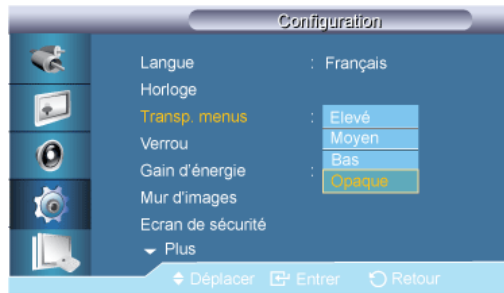 Configuration
Langue : Français
Horloge
Transp. menus : Elevé
Moyen
Verrou
Bas
Gain d'énergie :
Opaque
Mur d'images
Ecran de sécurité
Plus
Déplacer Entrer Retour